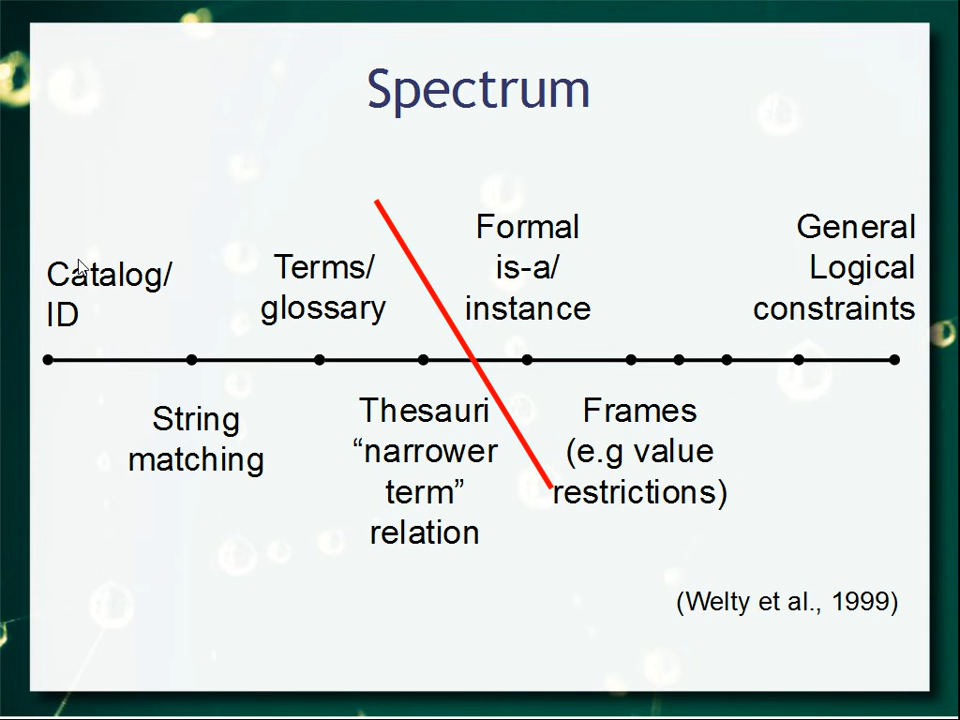 Spectrum
Catalog/
ID
Terms/
glossary
Formal
is-a/
instance
General
Logical
constraints
String
matching
Thesauri
“narrower
term”
relation
Frames
(e.g value
restrictions)
(Welty et al., 1999)